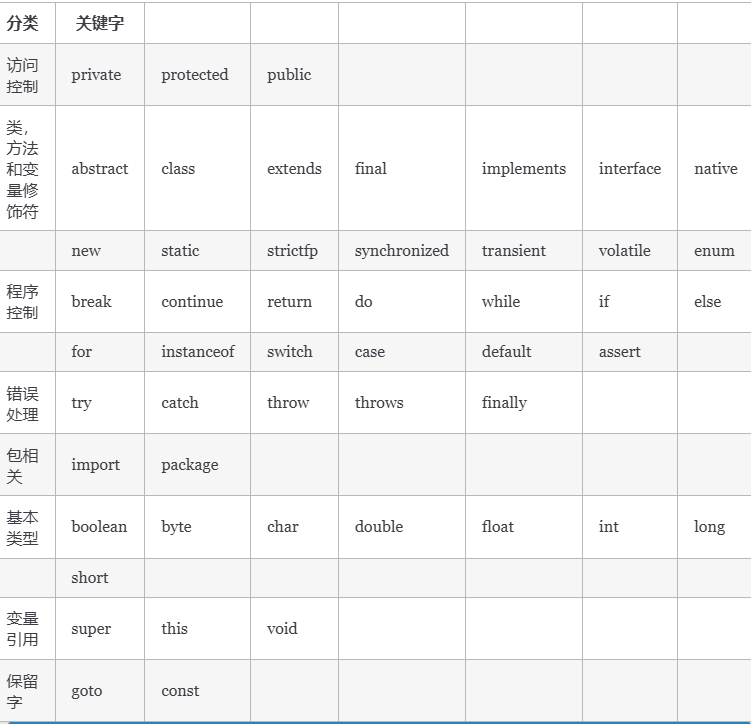 分类 关键字
访问
控制 private protected public
类，
方法
和变
量修
饰符 abstract class extends final implements interface native
new static strictfp synchronized transient volatile enum
程序
控制 break continue return do while if else
for instanceof switch case default assert
错误
处理 try catch throw throws finally
包相
关 import package
基本
类型 boolean byte char double float int long
short
变量
引用 super this void
保留
字 goto const